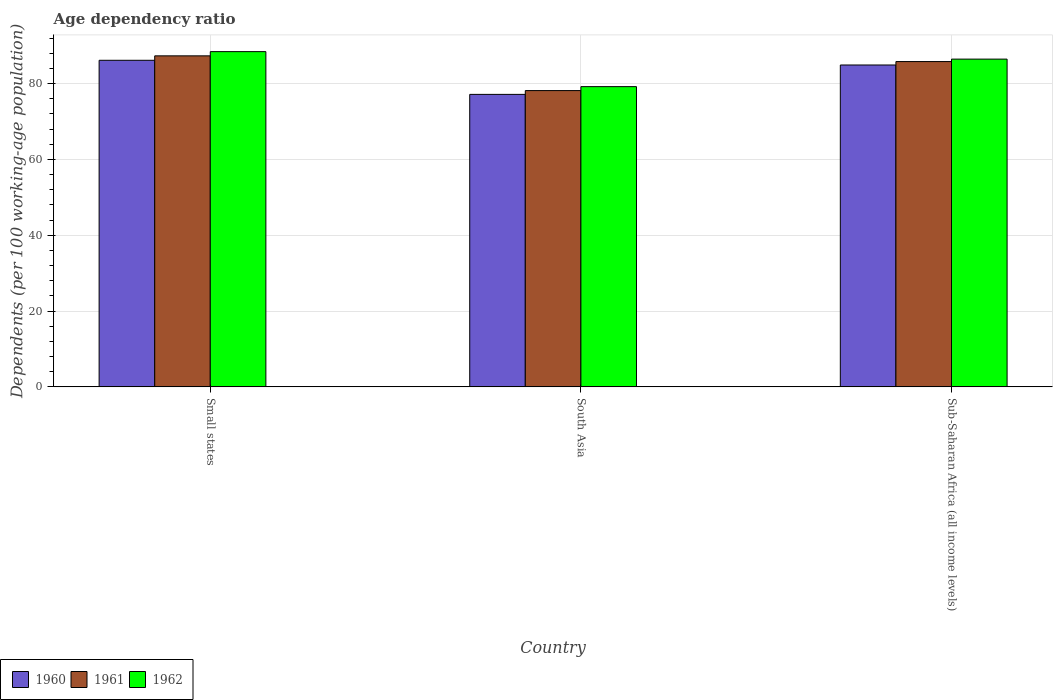 Age dependency ratio
Dependents (per 100 working-age population)
80
60
40
20
0
Small states
South Asia
Sub-Saharan Africa (all income levels)
Country
1960
1961
1962